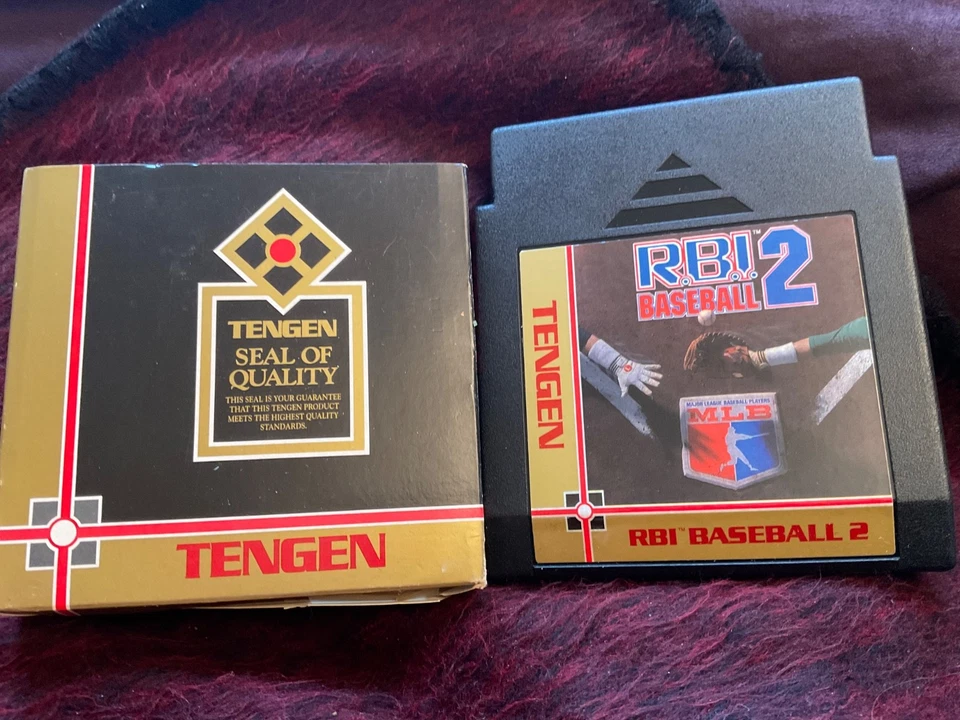 TENGEN
SEAL OF
QUALITY
THIS SEAL IS YOUR GUARANTEE
THAT THIS TENGEN PRODUCT
MEETS THE HIGHEST QUALITY
STANDARDS.
TENGEN
R.B.I.™ 2
BASEBALL
TENGEN
MAJOR LEAGUE BASEBALL PLAYERS
MLB
RBI™ BASEBALL 2